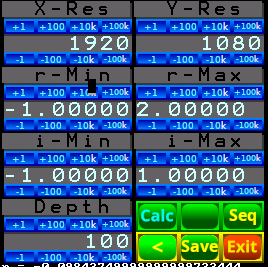 X-Res Y-Res
+1 +100 +10k +100k +1 +100 +10k +100k
1920 1080
-1 -100 -10k -100k -1 -100 -10k -100k
r-Min r-Max
+1 +100 +10k +100k +1 +100 +10k +100k
-1.00000 2.00000
-1 -100 -10k -100k -1 -100 -10k -100k
i-Min i-Max
+1 +100 +10k +100k +1 +100 +10k +100k
-1.00000 1.00000
-1 -100 -10k -100k -1 -100 -10k -100k
Depth Calc Seq
+1 +100 +10k +100k
100 < Save Exit
-1 -100 -10k -100k